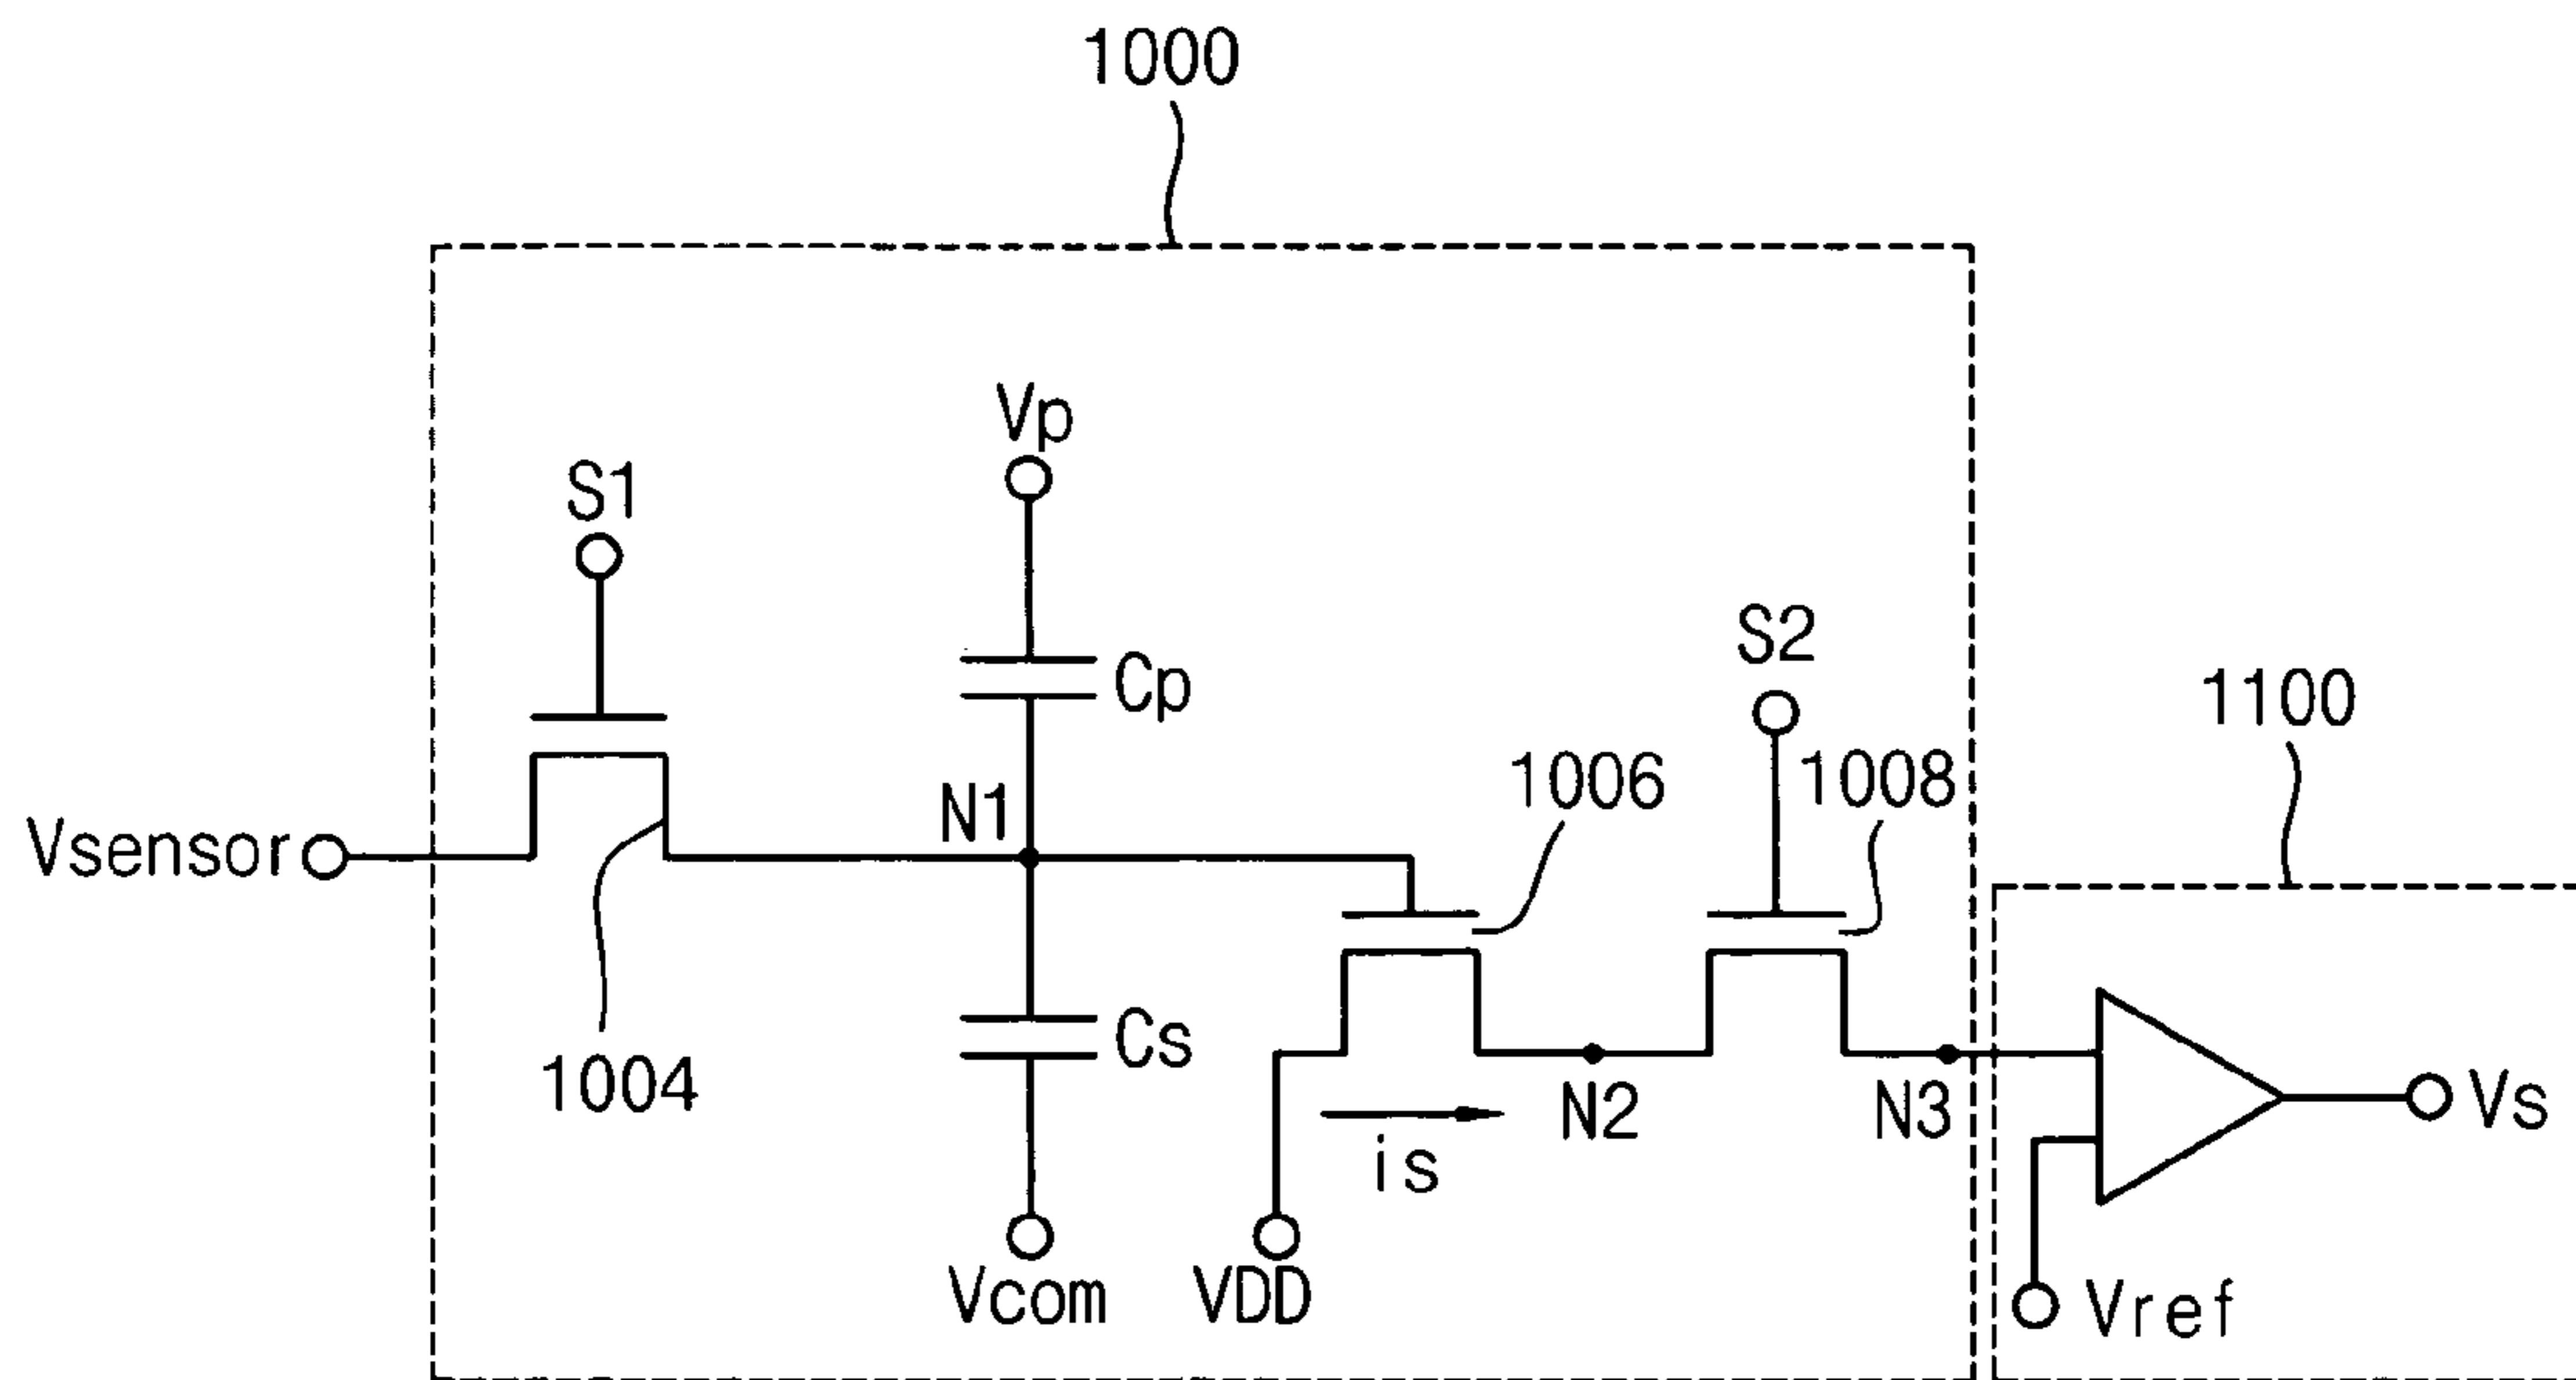 1000
Vp
S1
S2
Cp
1100
1006
1008
N1
Vsensor
Cs
1004
N2
N3
Vs
is
Vcom
VDD
Vref